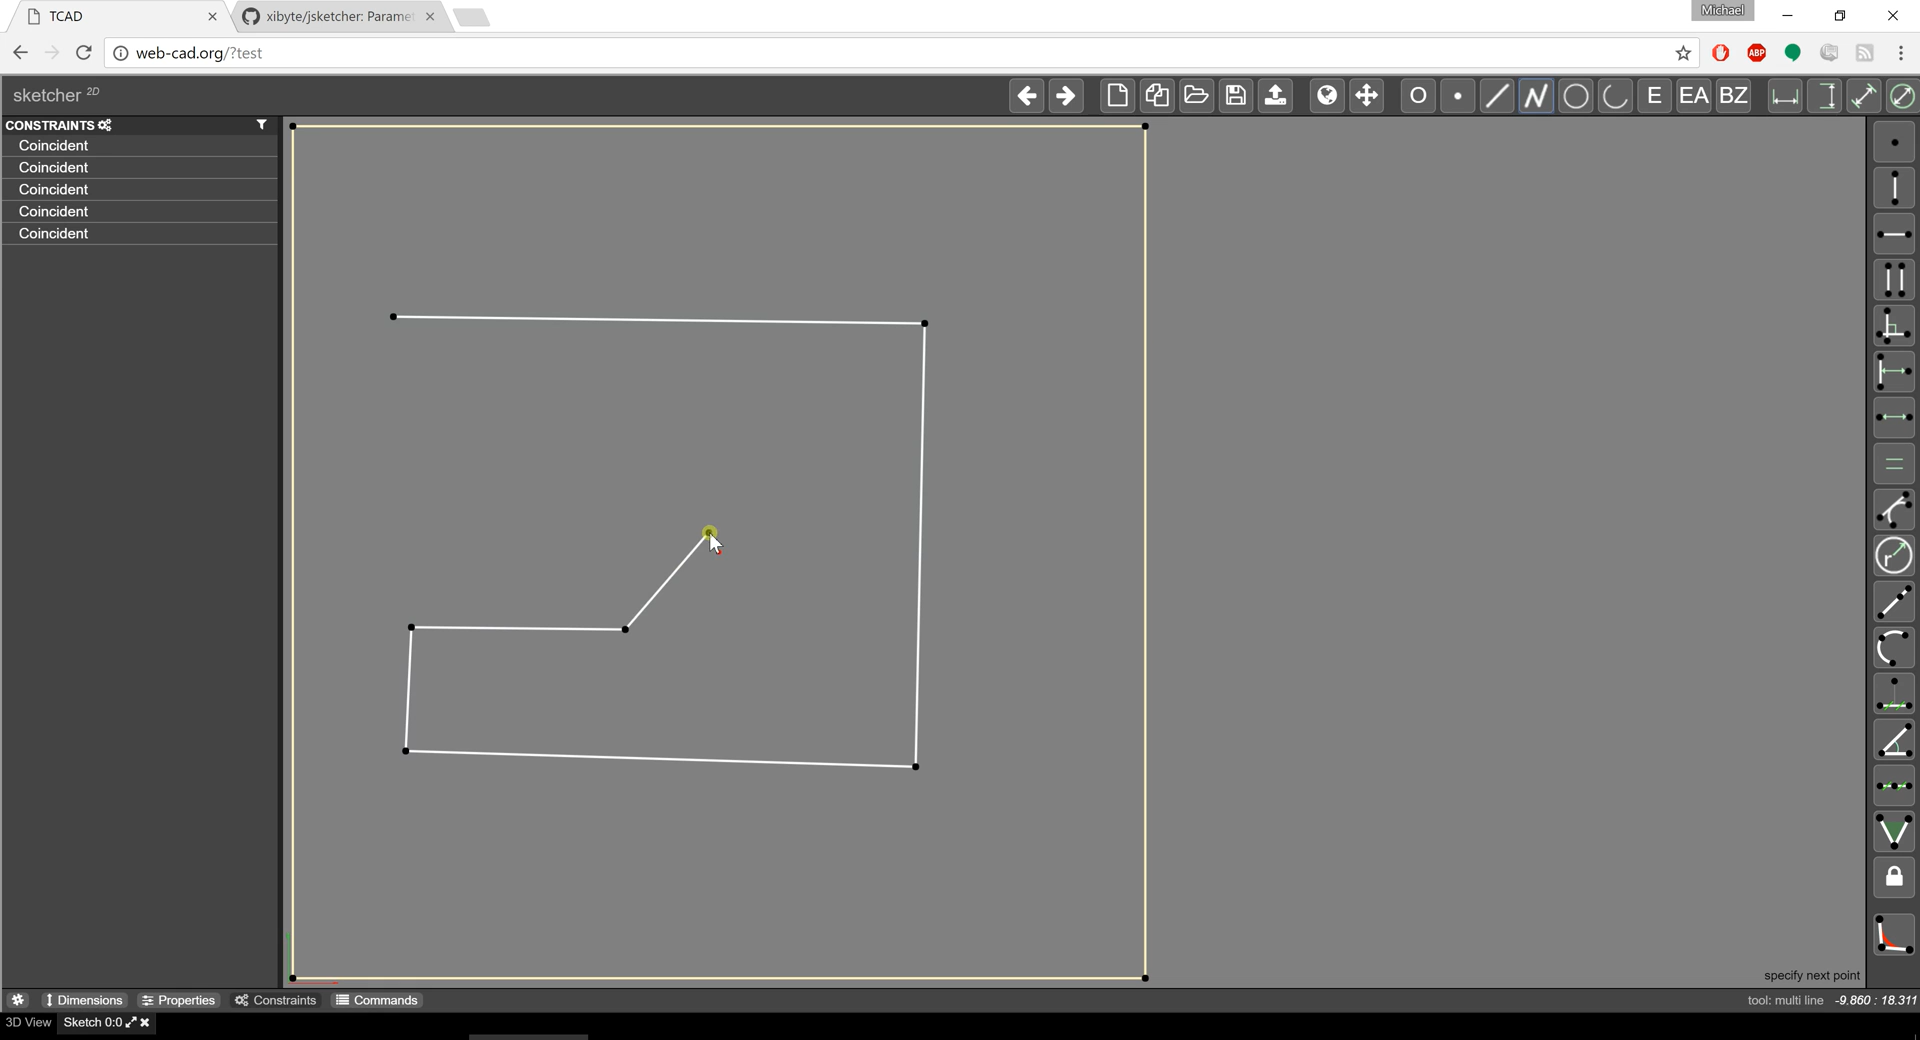 TCAD
xibyte/jsketcher: Paramet
Michael
web-cad.org/?test
ABP
sketcher 2D
O
E
EA
BZ
CONSTRAINTS
Coincident
Coincident
Coincident
Coincident
Coincident
r
specify next point
Dimensions
Properties
Constraints
Commands
tool: multi line
-9.860 : 18.311
3D View
Sketch 0:0